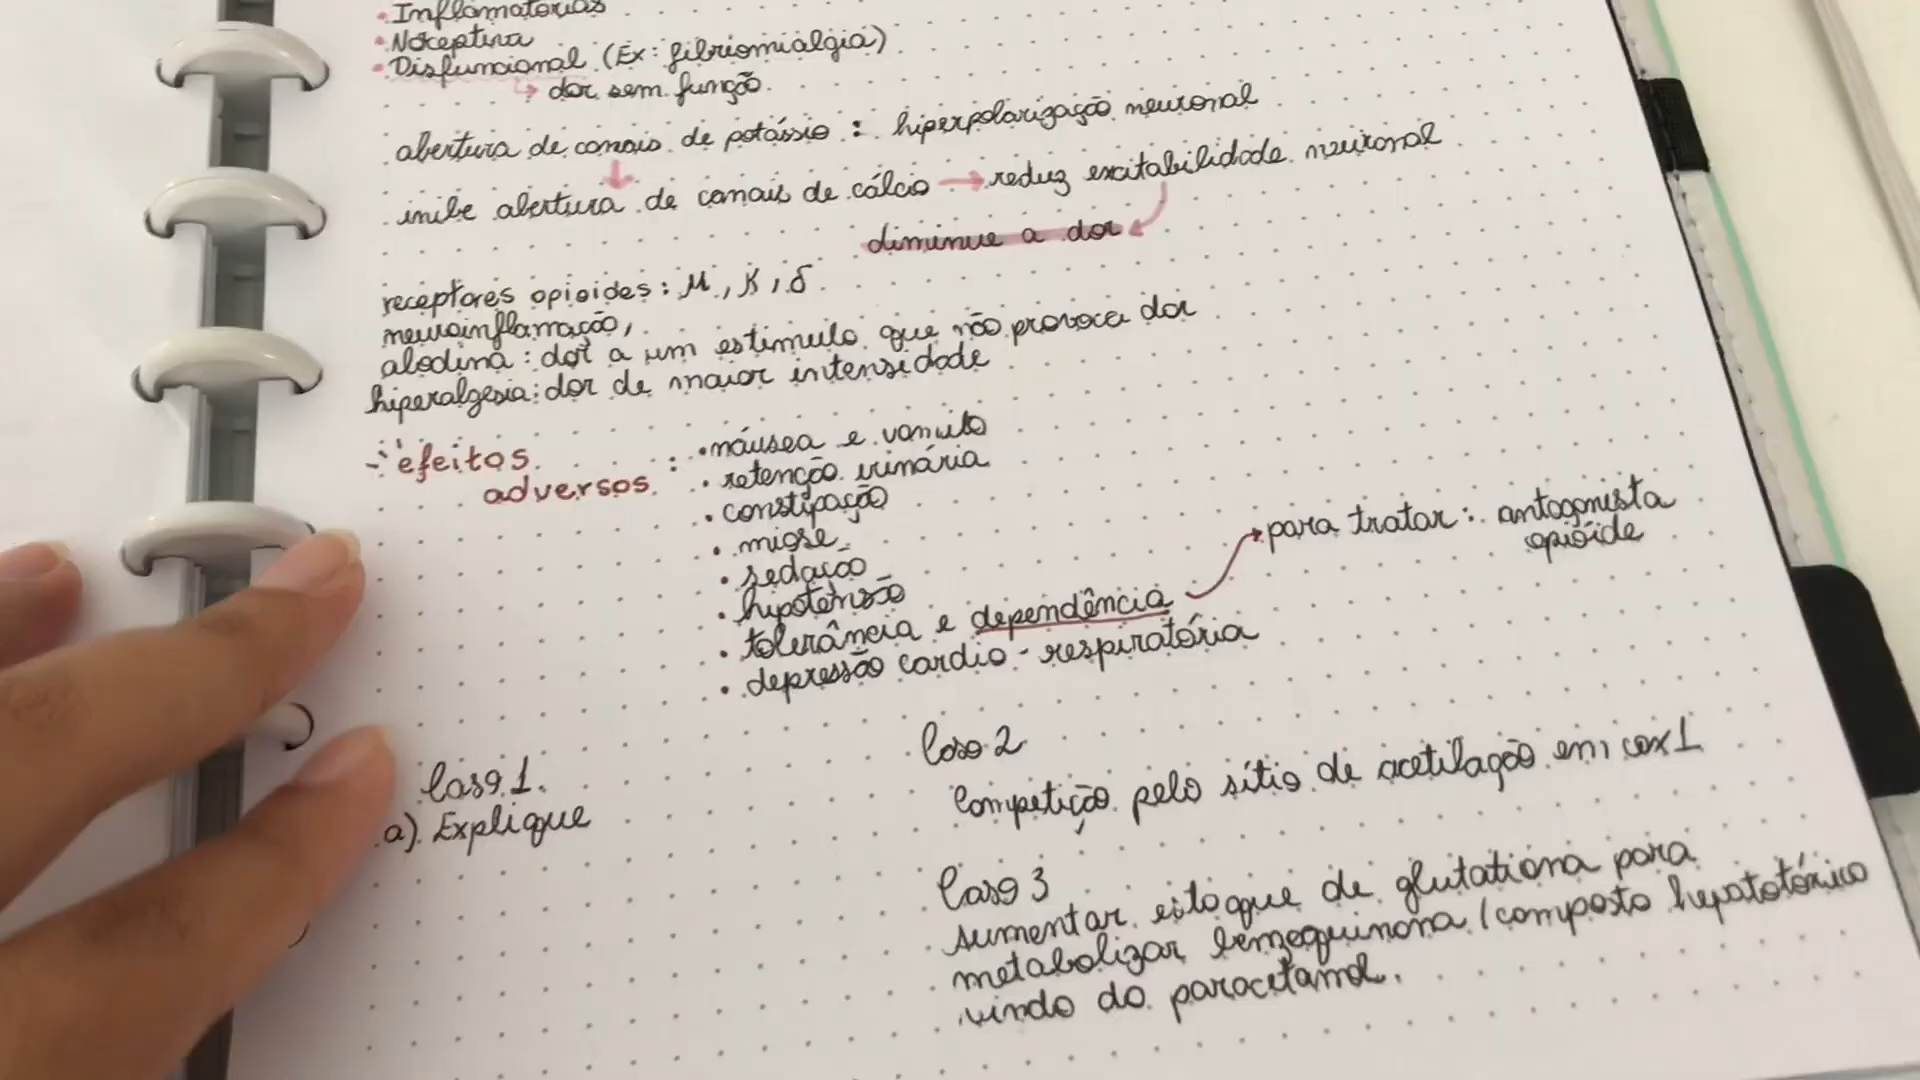 • Inflamatórias
• Noceptiva
• Disfuncional (Ex: fibriomialgia)
↳ dor sem função.
abertura de canais de potássio : hiperpolarização neuronal
inibe abertura de canais de cálcio → reduz excitabilidade neuronal
diminue a dor
receptores opioides: μ, κ, δ
neuroinflamação,
alodina: dor a um estimulo que não provoca dor
hiperalgesia: dor de maior intensidade
efeitos adversos :
• náusea e vomito
• retenção urinária
• constipação
• miose
• sedação
• hipotensão
• tolerância e dependência → para tratar: antagonista opióide
• depressão cardio-respiratória
Caso 1.
a) Explique
Caso 2
Competição pelo sítio de acetilação em cox1
Caso 3
Aumentar estoque de glutationa para
metabolizar benzoquinona (composto hepatotóxico
vindo do paracetamol.